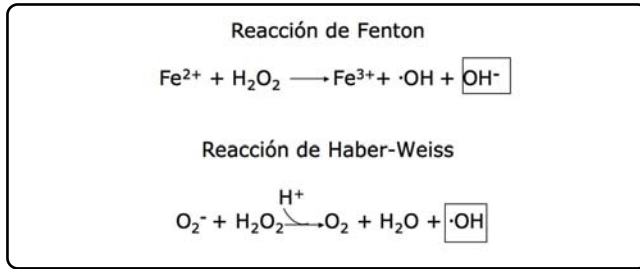 Reacción de Fenton
Fe²⁺ + H₂O₂ ⟶ Fe³⁺ + ·OH + OH⁻
Reacción de Haber-Weiss
H⁺
O₂⁻ + H₂O₂ ⟶ O₂ + H₂O + ·OH